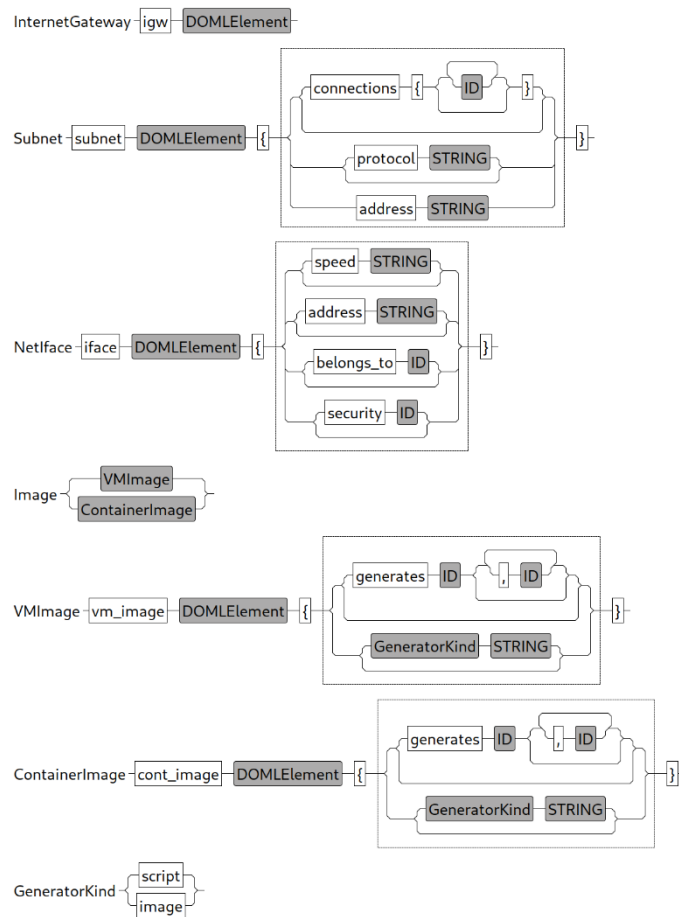 InternetGateway igw DOMLElement
connections { ID }
Subnet subnet DOMLElement { }
protocol STRING
address STRING
speed STRING
address STRING
NetIface iface DOMLElement { }
belongs_to ID
security ID
VMImage
Image
ContainerImage
generates ID , ID
VMImage vm_image DOMLElement { }
GeneratorKind STRING
generates ID , ID
ContainerImage cont_image DOMLElement { }
GeneratorKind STRING
script
GeneratorKind
image